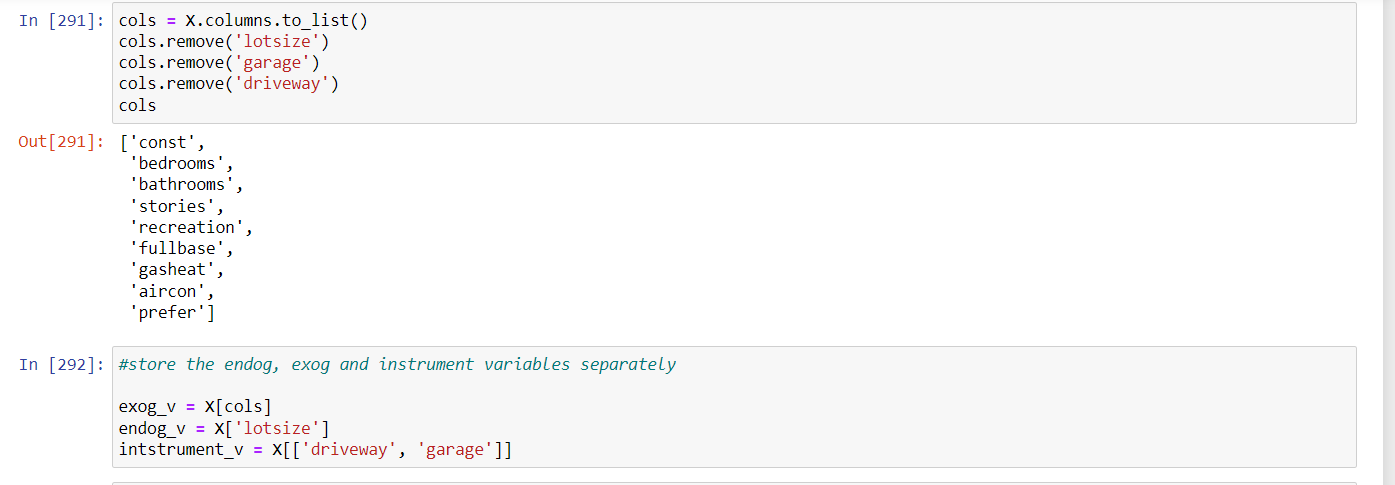 In [291]: cols = X.columns.to_list()
cols.remove('lotsize')
cols.remove('garage')
cols.remove('driveway')
cols
Out[291]: ['const',
'bedrooms',
'bathrooms',
'stories',
'recreation',
'fullbase',
'gasheat',
'aircon',
'prefer']
In [292]: #store the endog, exog and instrument variables separately
exog_v = X[cols]
endog_v = X['lotsize']
intstrument_v = X[['driveway', 'garage']]